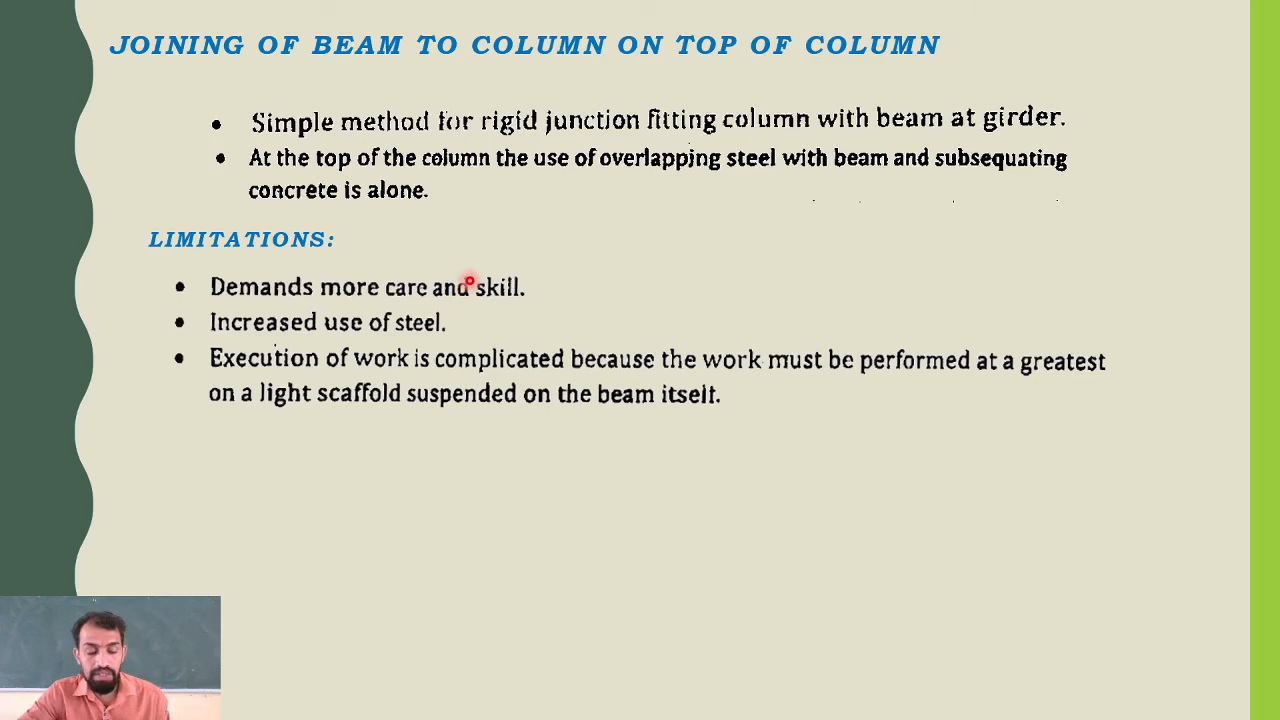 JOINING OF BEAM TO COLUMN ON TOP OF COLUMN
• Simple method for rigid junction fitting column with beam at girder.
• At the top of the column the use of overlapping steel with beam and subsequating
concrete is alone.
LIMITATIONS:
• Demands more care and skill.
• Increased use of steel.
• Execution of work is complicated because the work must be performed at a greatest
on a light scaffold suspended on the beam itself.